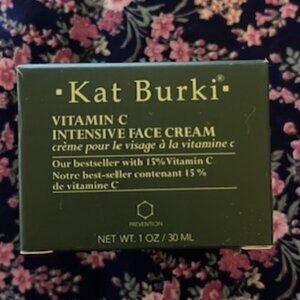 ·Kat Burki®·
VITAMIN C
INTENSIVE FACE CREAM
crème pour le visage à la vitamine c
Our bestseller with 15% Vitamin C
Notre best-seller contenant 15 %
de vitamine C
PREVENTION
NET WT. 1 OZ / 30 ML